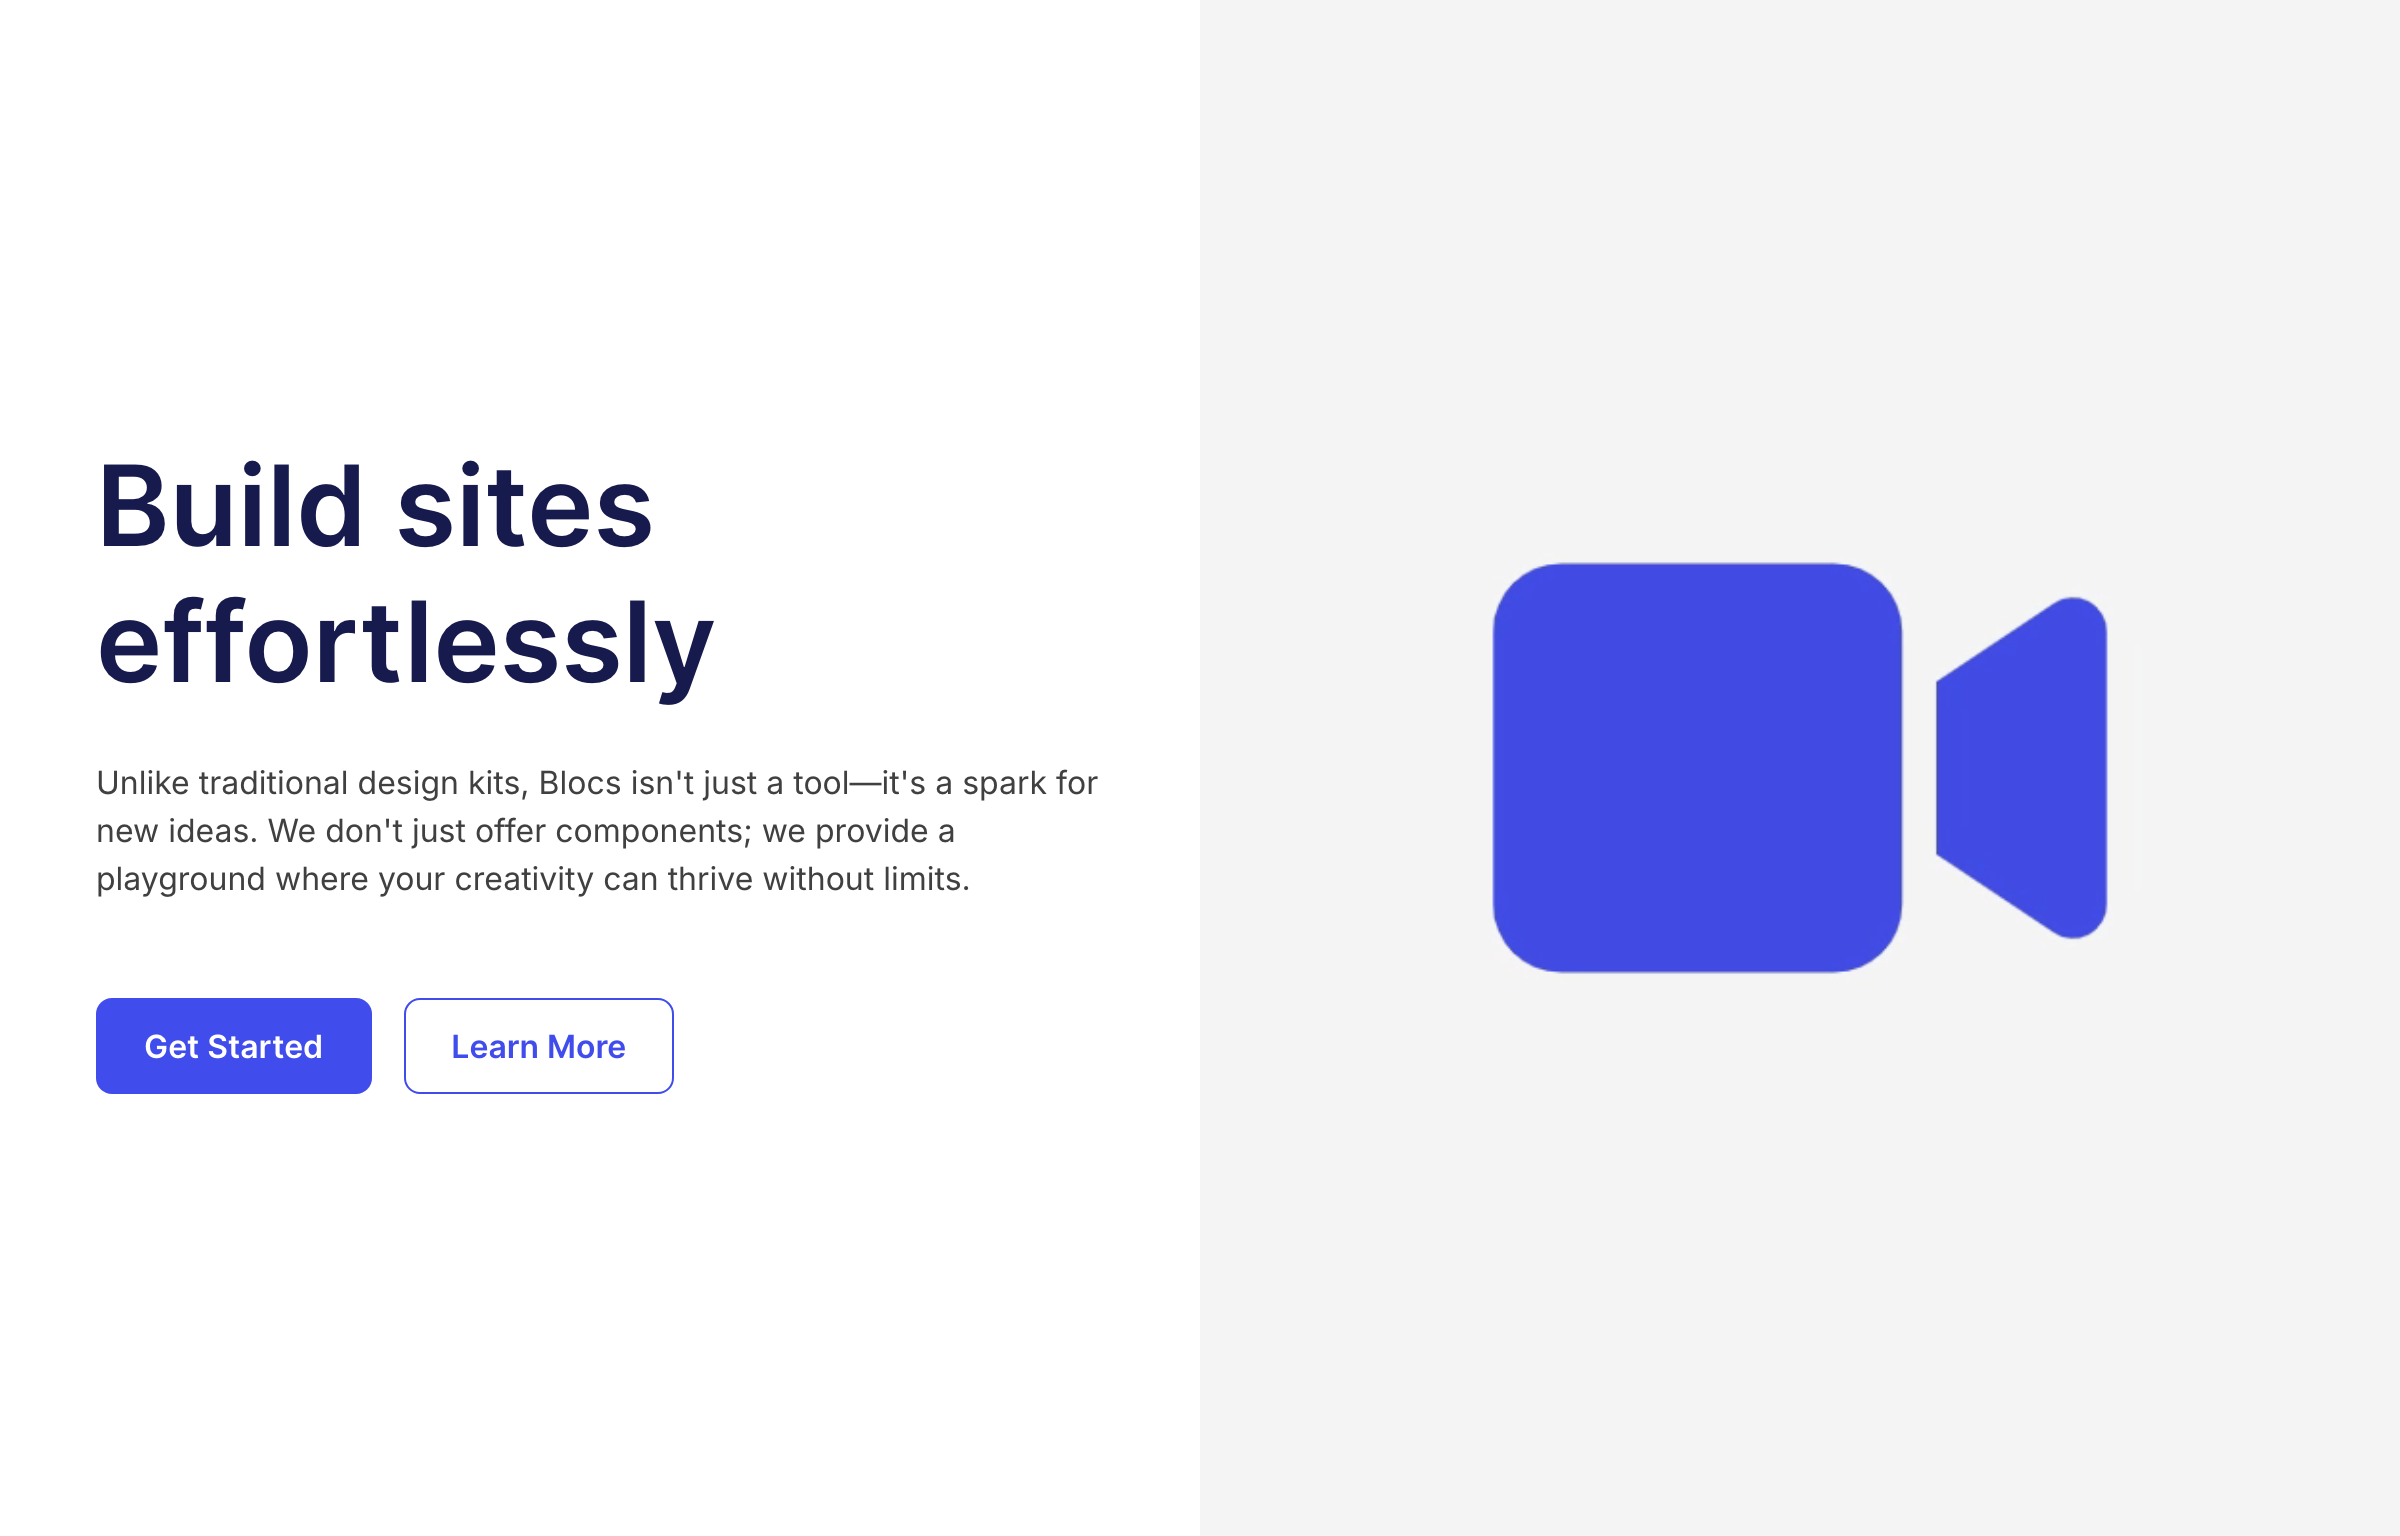 Build sites
effortlessly
Unlike traditional design kits, Blocs isn't just a tool—it's a spark for
new ideas. We don't just offer components; we provide a
playground where your creativity can thrive without limits.
Get Started
Learn More